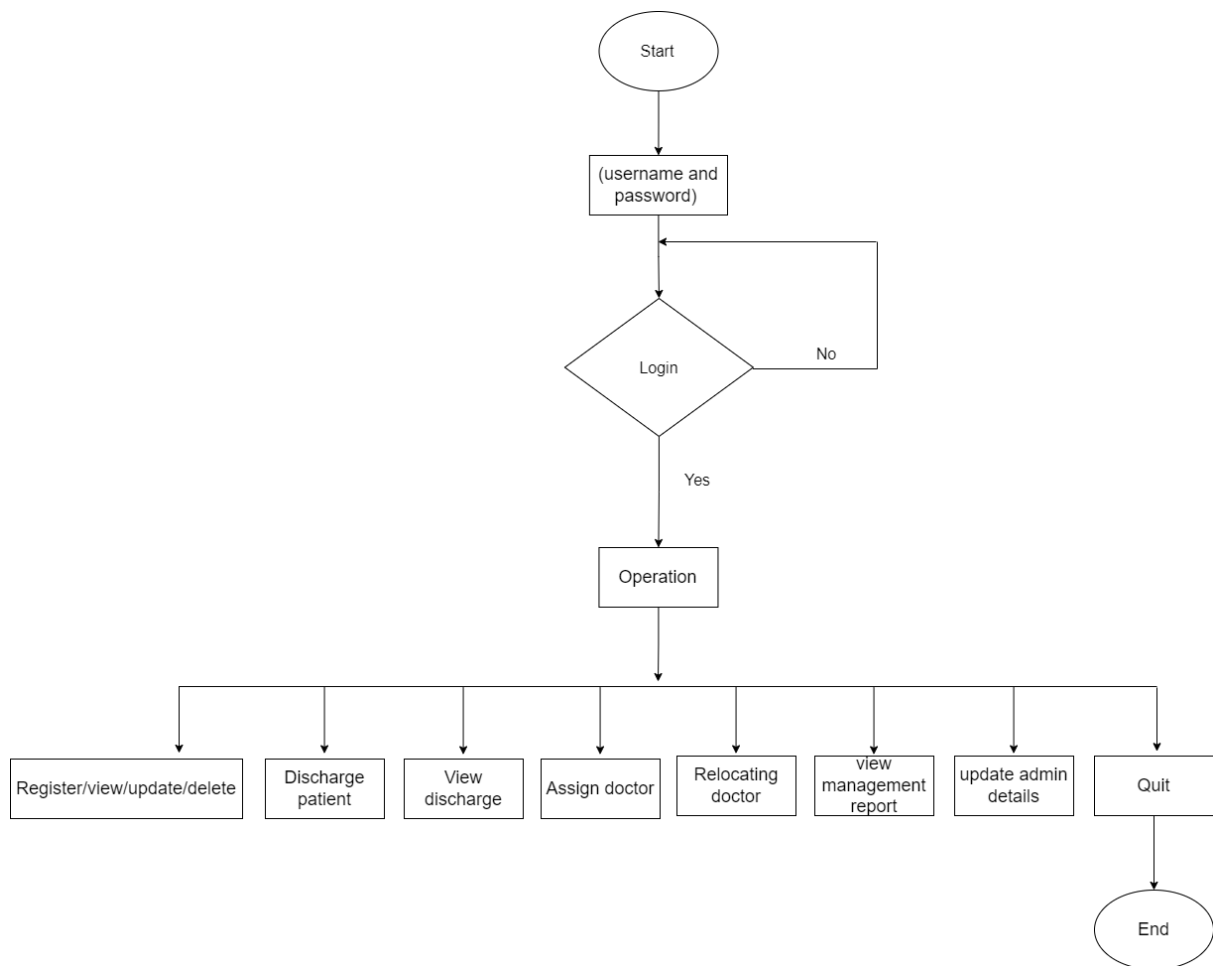 Start
(username and
password)
Login
No
Yes
Operation
Register/view/update/delete
Discharge
patient
View
discharge
Assign doctor
Relocating
doctor
view
management
report
update admin
details
Quit
End